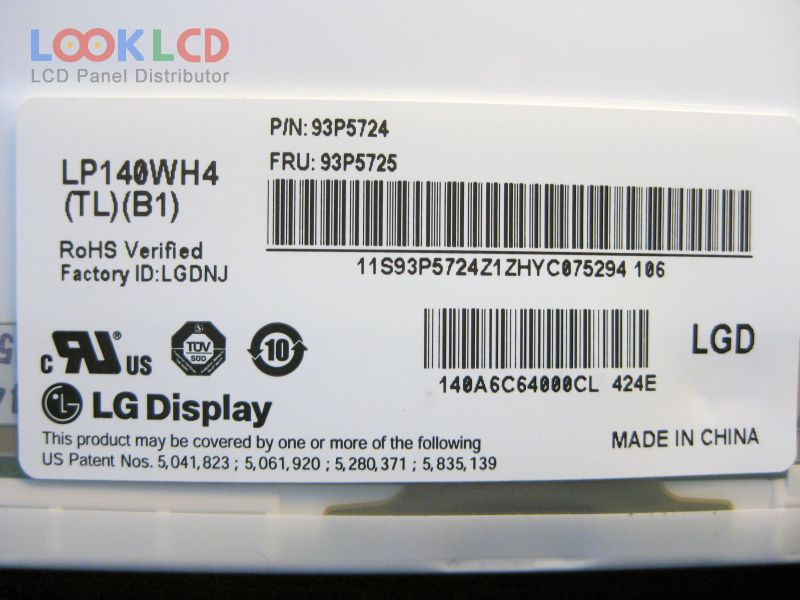 LOOKLCD
LCD Panel Distributor
P/N: 93P5724
FRU: 93P5725
LP140WH4
(TL)(B1)
RoHS Verified
Factory ID:LGDNJ
11S93P5724Z1ZHYC075294 106
c RU ® US
TÜV
SÜD
10
LGD
140A6C64000CL 424E
LG Display
This product may be covered by one or more of the following
US Patent Nos. 5,041,823 ; 5,061,920 ; 5,280,371 ; 5,835,139
MADE IN CHINA